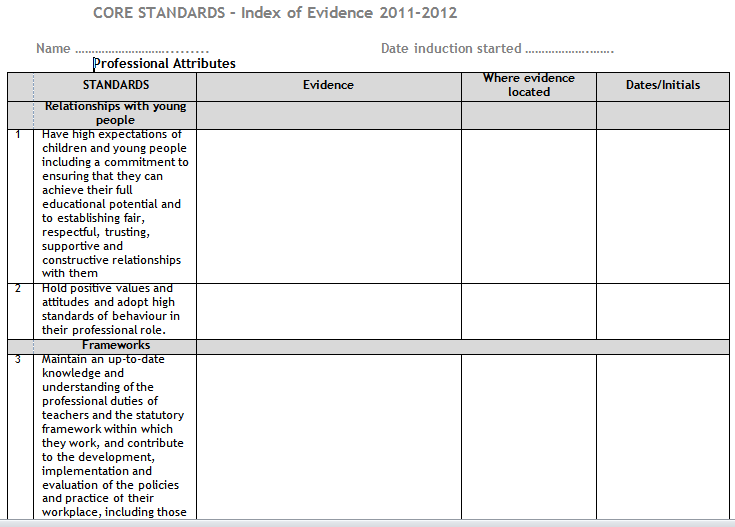 CORE STANDARDS - Index of Evidence 2011-2012
Name ....................................... Date induction started ..........................
Professional Attributes
STANDARDS Evidence Where evidence located Dates/Initials
Relationships with young
people
1 Have high expectations of
children and young people
including a commitment to
ensuring that they can
achieve their full
educational potential and
to establishing fair,
respectful, trusting,
supportive and
constructive relationships
with them
2 Hold positive values and
attitudes and adopt high
standards of behaviour in
their professional role.
Frameworks
3 Maintain an up-to-date
knowledge and
understanding of the
professional duties of
teachers and the statutory
framework within which
they work, and contribute
to the development,
implementation and
evaluation of the policies
and practice of their
workplace, including those